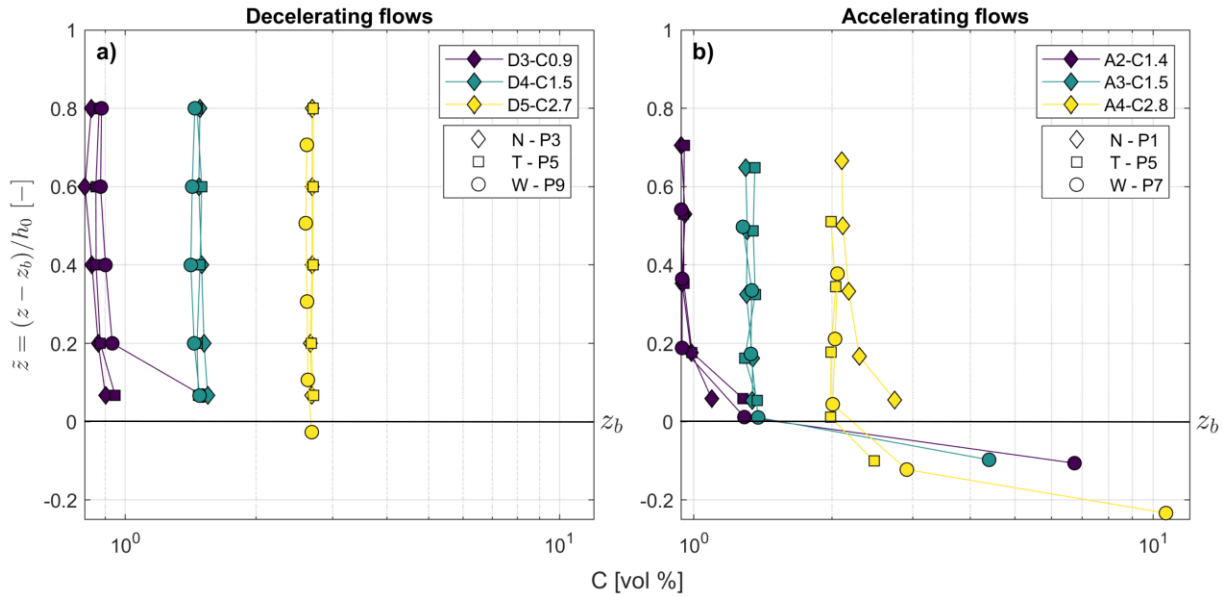 Decelerating flows
a)
D3-C0.9
D4-C1.5
D5-C2.7
N - P3
T - P5
W - P9
1
0.8
0.6
0.4
0.2
0
-0.2
z̃ = (z − z_b)/h_0 [−]
z_b
10^0
10^1
Accelerating flows
b)
A2-C1.4
A3-C1.5
A4-C2.8
N - P1
T - P5
W - P7
1
0.8
0.6
0.4
0.2
0
-0.2
z_b
10^0
10^1
C [vol %]